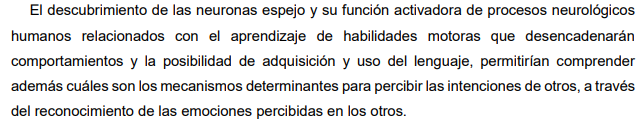 El descubrimiento de las neuronas espejo y su función activadora de procesos neurológicos
humanos relacionados con el aprendizaje de habilidades motoras que desencadenarán
comportamientos y la posibilidad de adquisición y uso del lenguaje, permitirían comprender
además cuáles son los mecanismos determinantes para percibir las intenciones de otros, a través
del reconocimiento de las emociones percibidas en los otros.